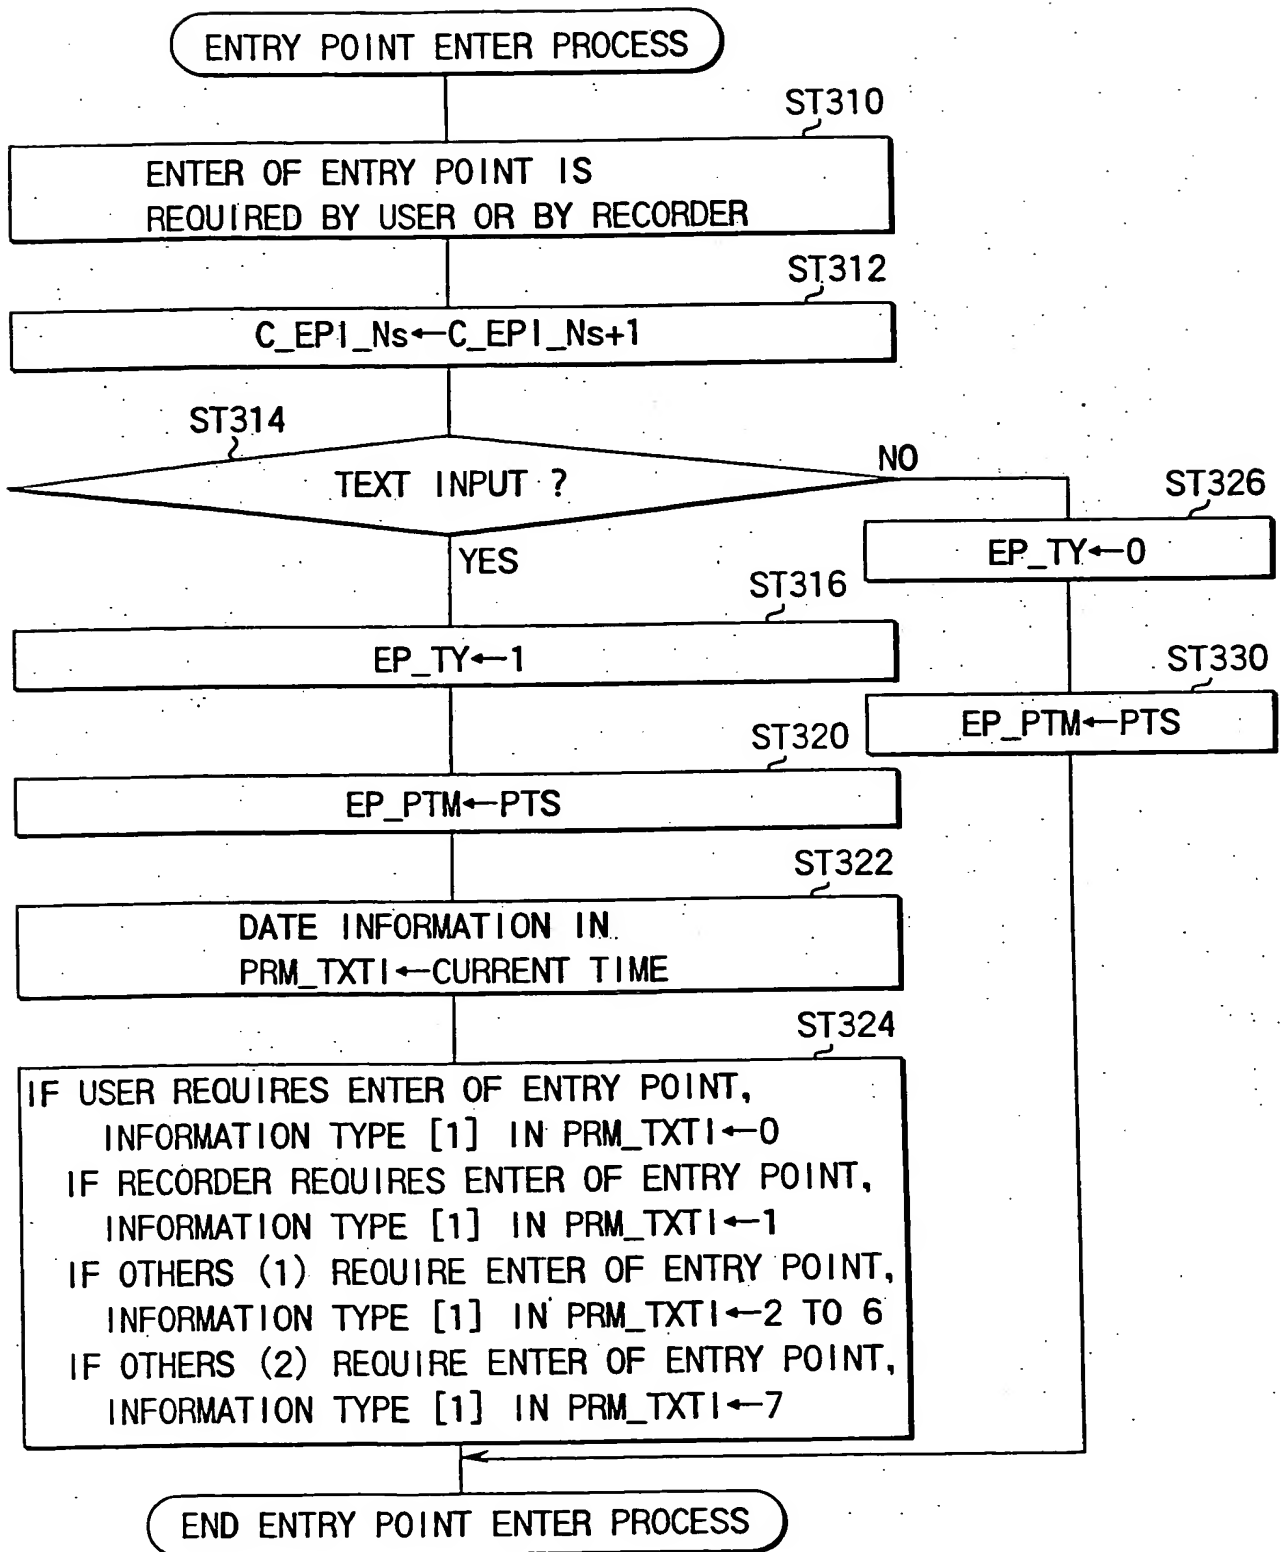 ENTRY POINT ENTER PROCESS
ST310
ENTER OF ENTRY POINT IS
REQUIRED BY USER OR BY RECORDER
ST312
C_EPI_Ns←C_EPI_Ns+1
ST314
TEXT INPUT ?
NO
YES
ST326
EP_TY←0
ST316
EP_TY←1
ST330
EP_PTM←PTS
ST320
EP_PTM←PTS
ST322
DATE INFORMATION IN
PRM_TXTI←CURRENT TIME
ST324
IF USER REQUIRES ENTER OF ENTRY POINT,
INFORMATION TYPE [1] IN PRM_TXTI←0
IF RECORDER REQUIRES ENTER OF ENTRY POINT,
INFORMATION TYPE [1] IN PRM_TXTI←1
IF OTHERS (1) REQUIRE ENTER OF ENTRY POINT,
INFORMATION TYPE [1] IN PRM_TXTI←2 TO 6
IF OTHERS (2) REQUIRE ENTER OF ENTRY POINT,
INFORMATION TYPE [1] IN PRM_TXTI←7
END ENTRY POINT ENTER PROCESS